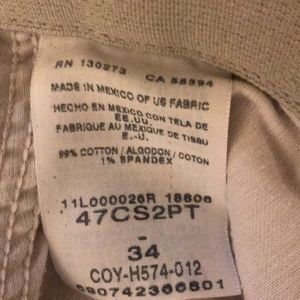 RN 130273 CA 55394
MADE IN MEXICO OF US FABRIC
HECHO EN MEXICO CON TELA DE
EE.UU.
FABRIQUE AU MEXIQUE DE TISSU
E.-U.
99% COTTON / ALGODON / COTON
1% SPANDEX
11L000026R 18806
47CS2PT
-
34
COY-H574-012